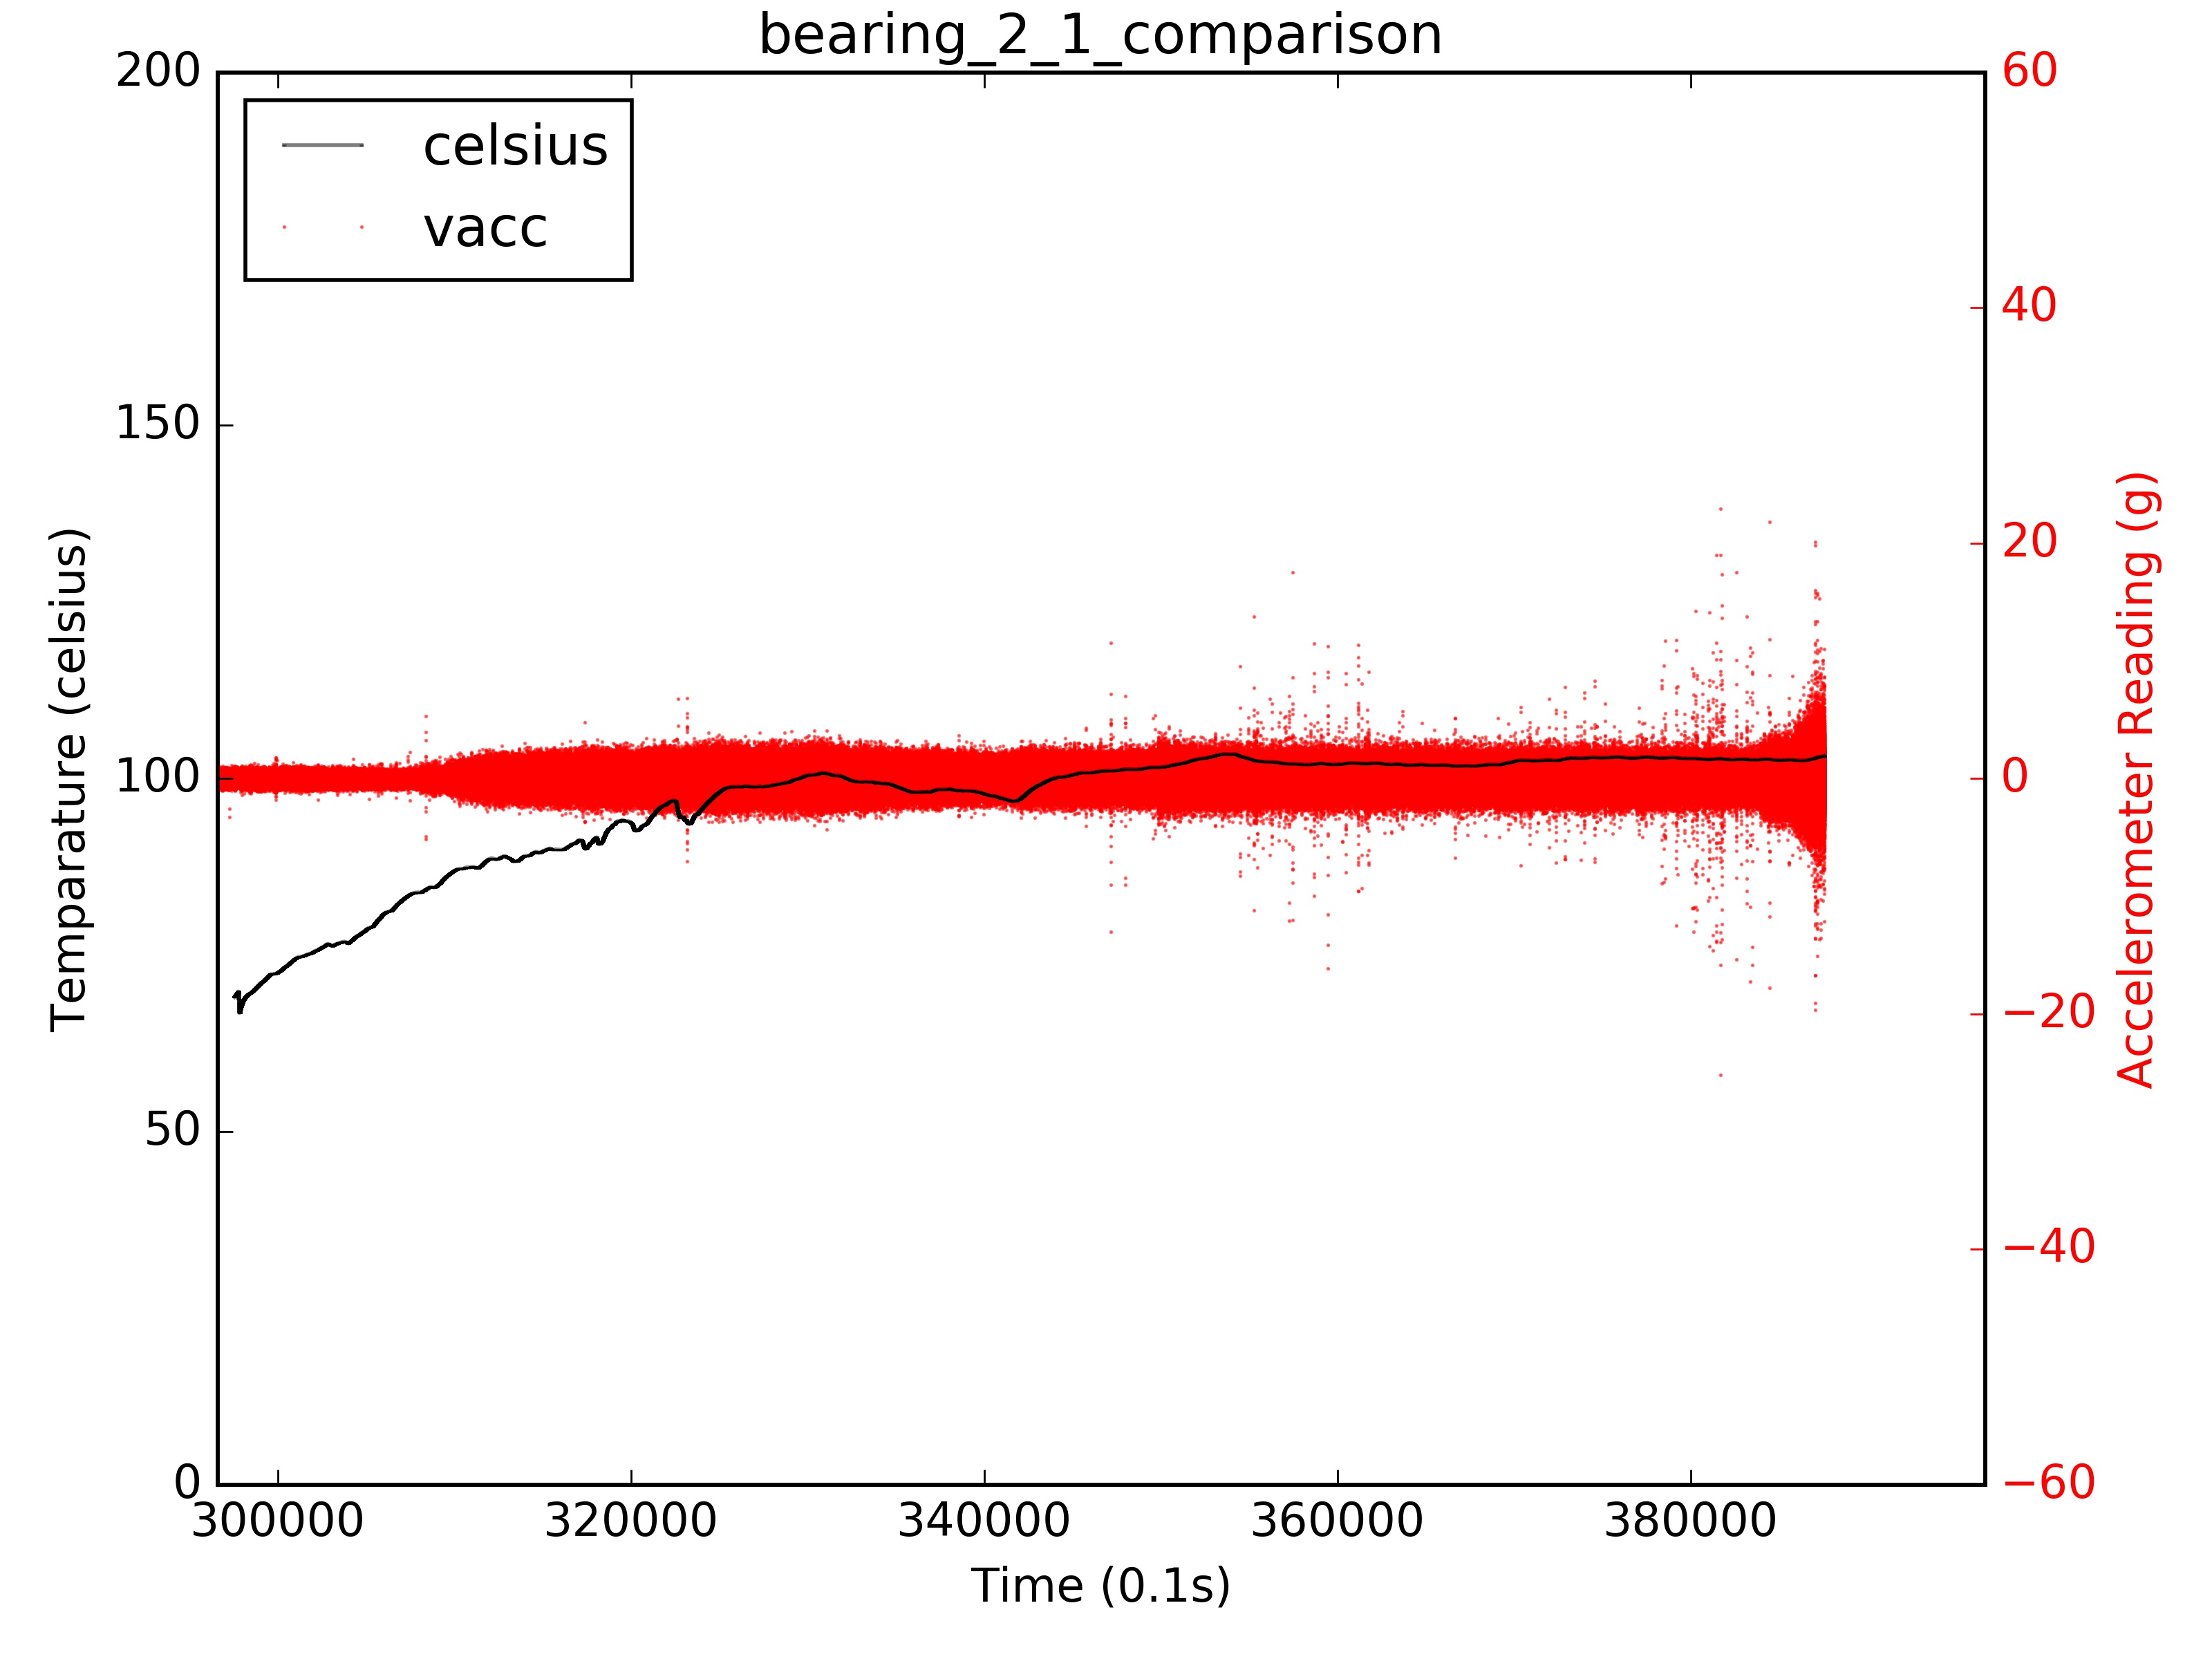 bearing_2_1_comparison
celsius
vacc
200
150
100
50
0
Temparature (celsius)
60
40
20
0
−20
−40
−60
Accelerometer Reading (g)
300000 320000 340000 360000 380000
Time (0.1s)